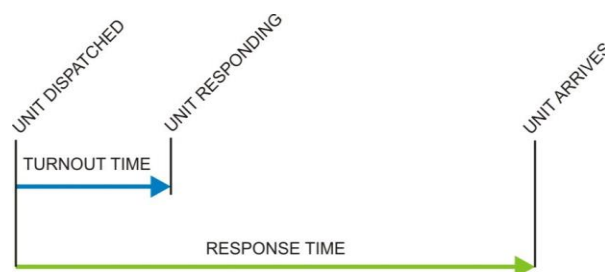 UNIT DISPATCHED
UNIT RESPONDING
UNIT ARRIVES
TURNOUT TIME
RESPONSE TIME